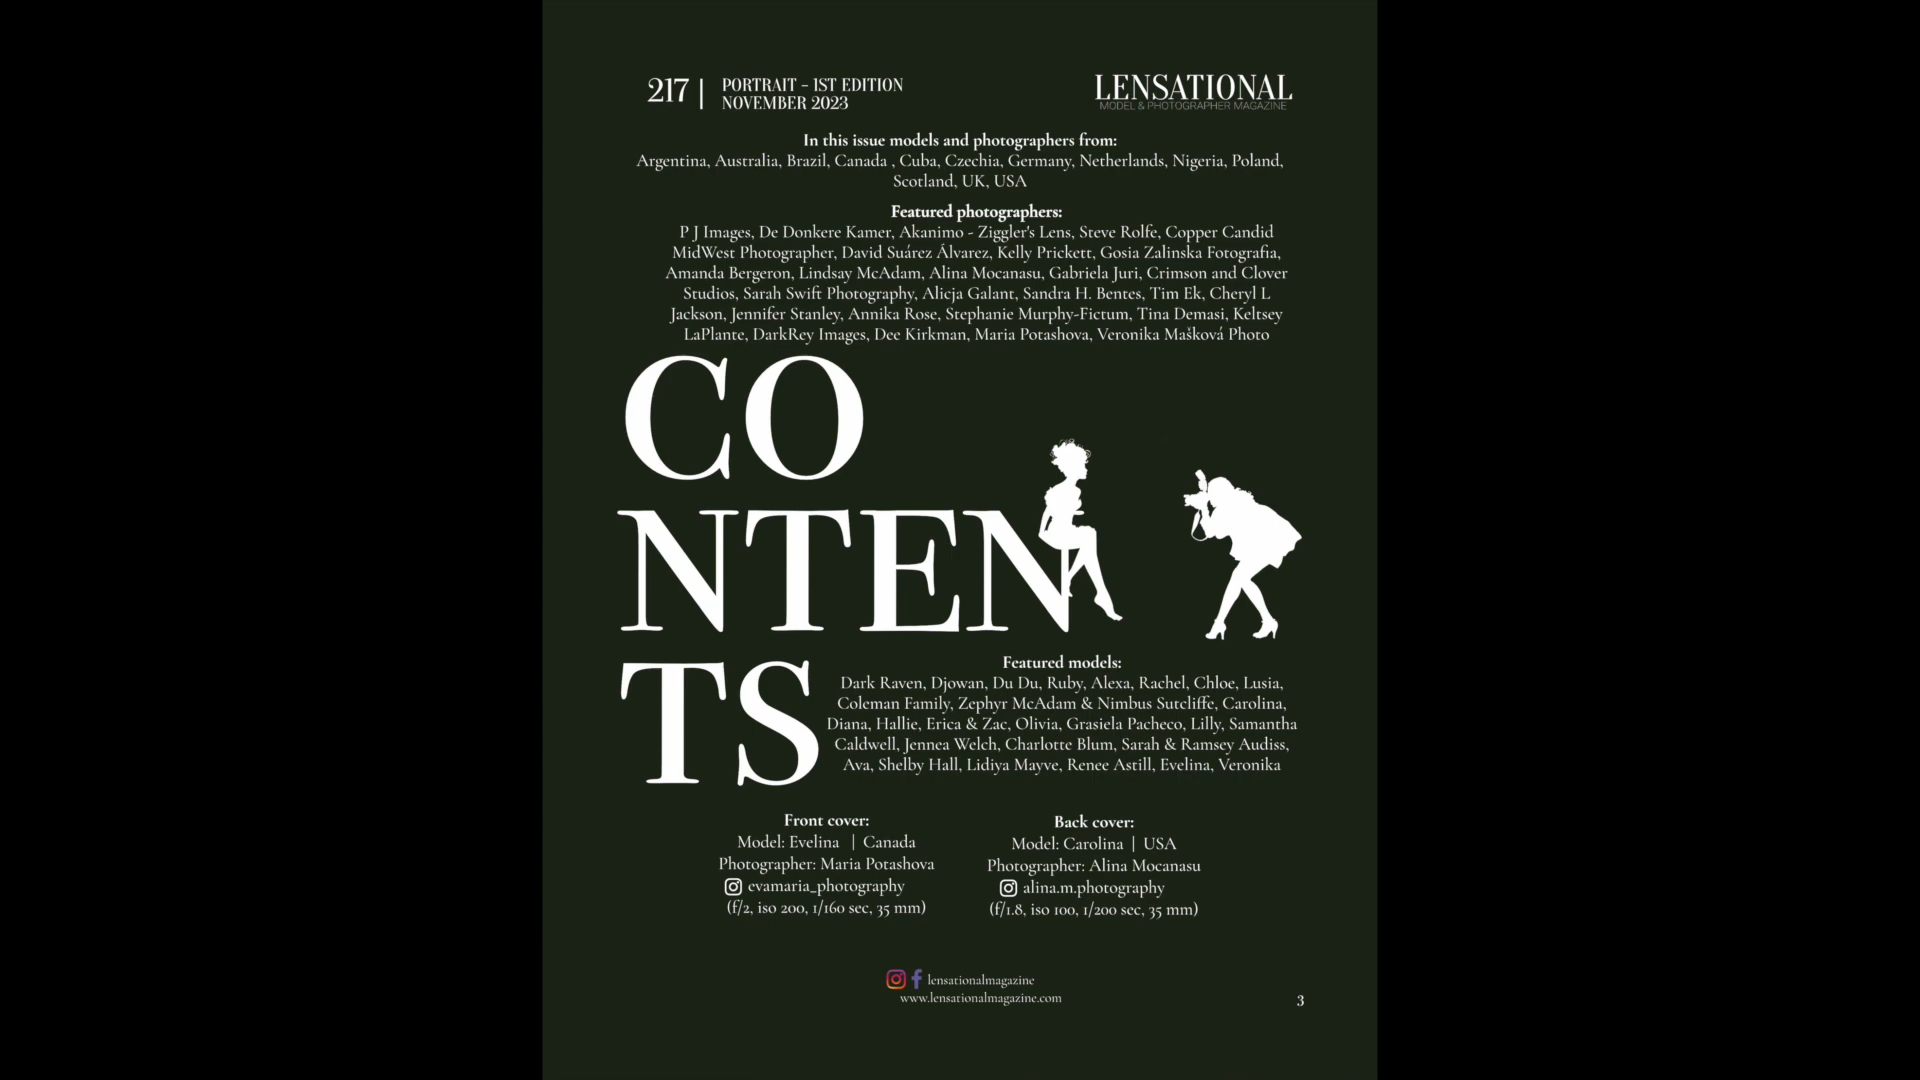 217 | PORTRAIT - 1ST EDITION
NOVEMBER 2023
LENSATIONAL
MODEL & PHOTOGRAPHER MAGAZINE
In this issue models and photographers from:
Argentina, Australia, Brazil, Canada , Cuba, Czechia, Germany, Netherlands, Nigeria, Poland,
Scotland, UK, USA
Featured photographers:
P J Images, De Donkere Kamer, Akanimo - Ziggler's Lens, Steve Rolfe, Copper Candid
MidWest Photographer, David Suárez Álvarez, Kelly Prickett, Gosia Zalinska Fotografia,
Amanda Bergeron, Lindsay McAdam, Alina Mocanasu, Gabriela Juri, Crimson and Clover
Studios, Sarah Swift Photography, Alicja Galant, Sandra H. Bentes, Tim Ek, Cheryl L
Jackson, Jennifer Stanley, Annika Rose, Stephanie Murphy-Fictum, Tina Demasi, Keltsey
LaPlante, DarkRey Images, Dee Kirkman, Maria Potashova, Veronika Mašková Photo
CO
NTEN
TS
Featured models:
Dark Raven, Djowan, Du Du, Ruby, Alexa, Rachel, Chloe, Lusia,
Coleman Family, Zephyr McAdam & Nimbus Sutcliffe, Carolina,
Diana, Hallie, Erica & Zac, Olivia, Grasiela Pacheco, Lilly, Samantha
Caldwell, Jennea Welch, Charlotte Blum, Sarah & Ramsey Audiss,
Ava, Shelby Hall, Lidiya Mayve, Renee Astill, Evelina, Veronika
Front cover:
Model: Evelina | Canada
Photographer: Maria Potashova
evamaria_photography
(f/2, iso 200, 1/160 sec, 35 mm)
Back cover:
Model: Carolina | USA
Photographer: Alina Mocanasu
alina.m.photography
(f/1.8, iso 100, 1/200 sec, 35 mm)
lensationalmagazine
www.lensationalmagazine.com
3